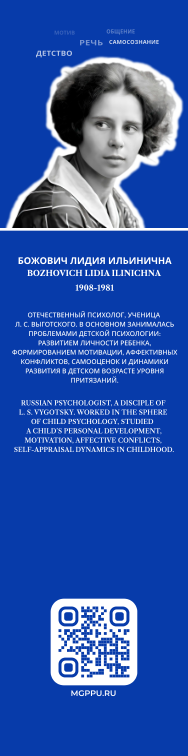 МОТИВ ОБЩЕНИЕ
РЕЧЬ САМОСОЗНАНИЕ
ДЕТСТВО
БОЖОВИЧ ЛИДИЯ ИЛЬИНИЧНА
BOZHOVICH LIDIA ILINICHNA
1908-1981
ОТЕЧЕСТВЕННЫЙ ПСИХОЛОГ, УЧЕНИЦА
Л. С. ВЫГОТСКОГО. В ОСНОВНОМ ЗАНИМАЛАСЬ
ПРОБЛЕМАМИ ДЕТСКОЙ ПСИХОЛОГИИ:
РАЗВИТИЕМ ЛИЧНОСТИ РЕБЕНКА,
ФОРМИРОВАНИЕМ МОТИВАЦИИ, АФФЕКТИВНЫХ
КОНФЛИКТОВ, САМООЦЕНОК И ДИНАМИКИ
РАЗВИТИЯ В ДЕТСКОМ ВОЗРАСТЕ УРОВНЯ
ПРИТЯЗАНИЙ.
RUSSIAN PSYCHOLOGIST, A DISCIPLE OF
L. S. VYGOTSKY. WORKED IN THE SPHERE
OF CHILD PSYCHOLOGY, STUDIED
A CHILD'S PERSONAL DEVELOPMENT,
MOTIVATION, AFFECTIVE CONFLICTS,
SELF-APPRAISAL DYNAMICS IN CHILDHOOD.
MGPPU.RU